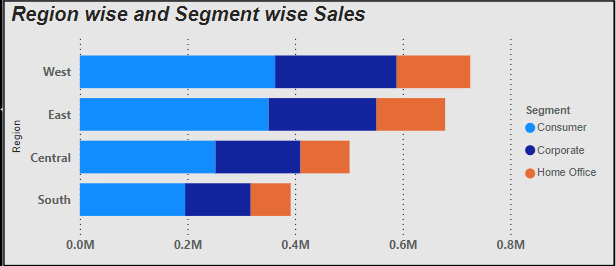 Region wise and Segment wise Sales
West
East
Central
South
Region
0.0M 0.2M 0.4M 0.6M 0.8M
Segment
Consumer
Corporate
Home Office